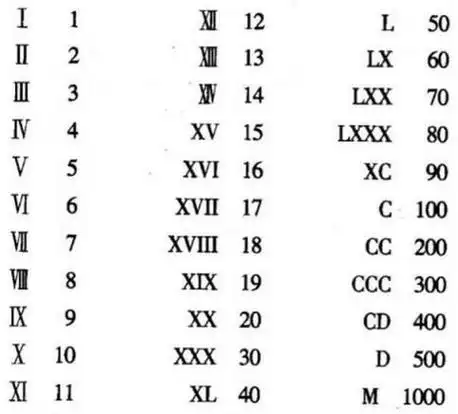 I 1 XII 12 L 50
II 2 XIII 13 LX 60
III 3 XIV 14 LXX 70
IV 4 XV 15 LXXX 80
V 5 XVI 16 XC 90
VI 6 XVII 17 C 100
VII 7 XVIII 18 CC 200
VIII 8 XIX 19 CCC 300
IX 9 XX 20 CD 400
X 10 XXX 30 D 500
XI 11 XL 40 M 1000